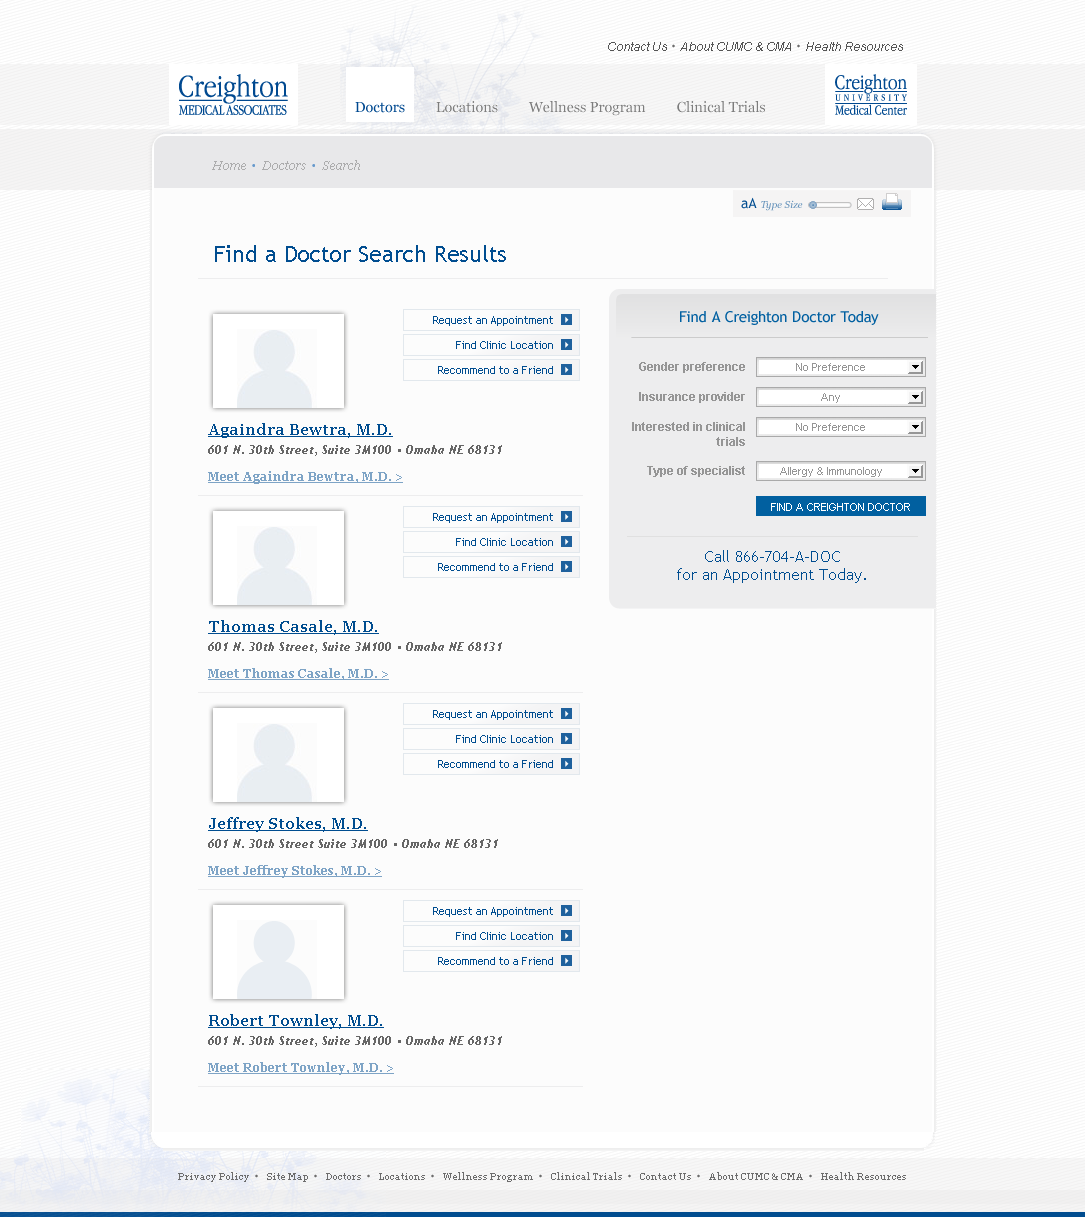 Contact Us • About CUMC & CMA • Health Resources
Creighton
MEDICAL ASSOCIATES
Doctors Locations Wellness Program Clinical Trials
Creighton
UNIVERSITY
Medical Center
Home • Doctors • Search
aA Type Size
Find a Doctor Search Results
Request an Appointment
Find Clinic Location
Recommend to a Friend
Againdra Bewtra, M.D.
601 N. 30th Street, Suite 3M100 • Omaha NE 68131
Meet Againdra Bewtra, M.D. >
Request an Appointment
Find Clinic Location
Recommend to a Friend
Thomas Casale, M.D.
601 N. 30th Street, Suite 3M100 • Omaha NE 68131
Meet Thomas Casale, M.D. >
Request an Appointment
Find Clinic Location
Recommend to a Friend
Jeffrey Stokes, M.D.
601 N. 30th Street Suite 3M100 • Omaha NE 68131
Meet Jeffrey Stokes, M.D. >
Request an Appointment
Find Clinic Location
Recommend to a Friend
Robert Townley, M.D.
601 N. 30th Street, Suite 3M100 • Omaha NE 68131
Meet Robert Townley, M.D. >
Find A Creighton Doctor Today
Gender preference No Preference
Insurance provider Any
Interested in clinical No Preference
trials
Type of specialist Allergy & Immunology
FIND A CREIGHTON DOCTOR
Call 866-704-A-DOC
for an Appointment Today.
Privacy Policy • Site Map • Doctors • Locations • Wellness Program • Clinical Trials • Contact Us • About CUMC & CMA • Health Resources